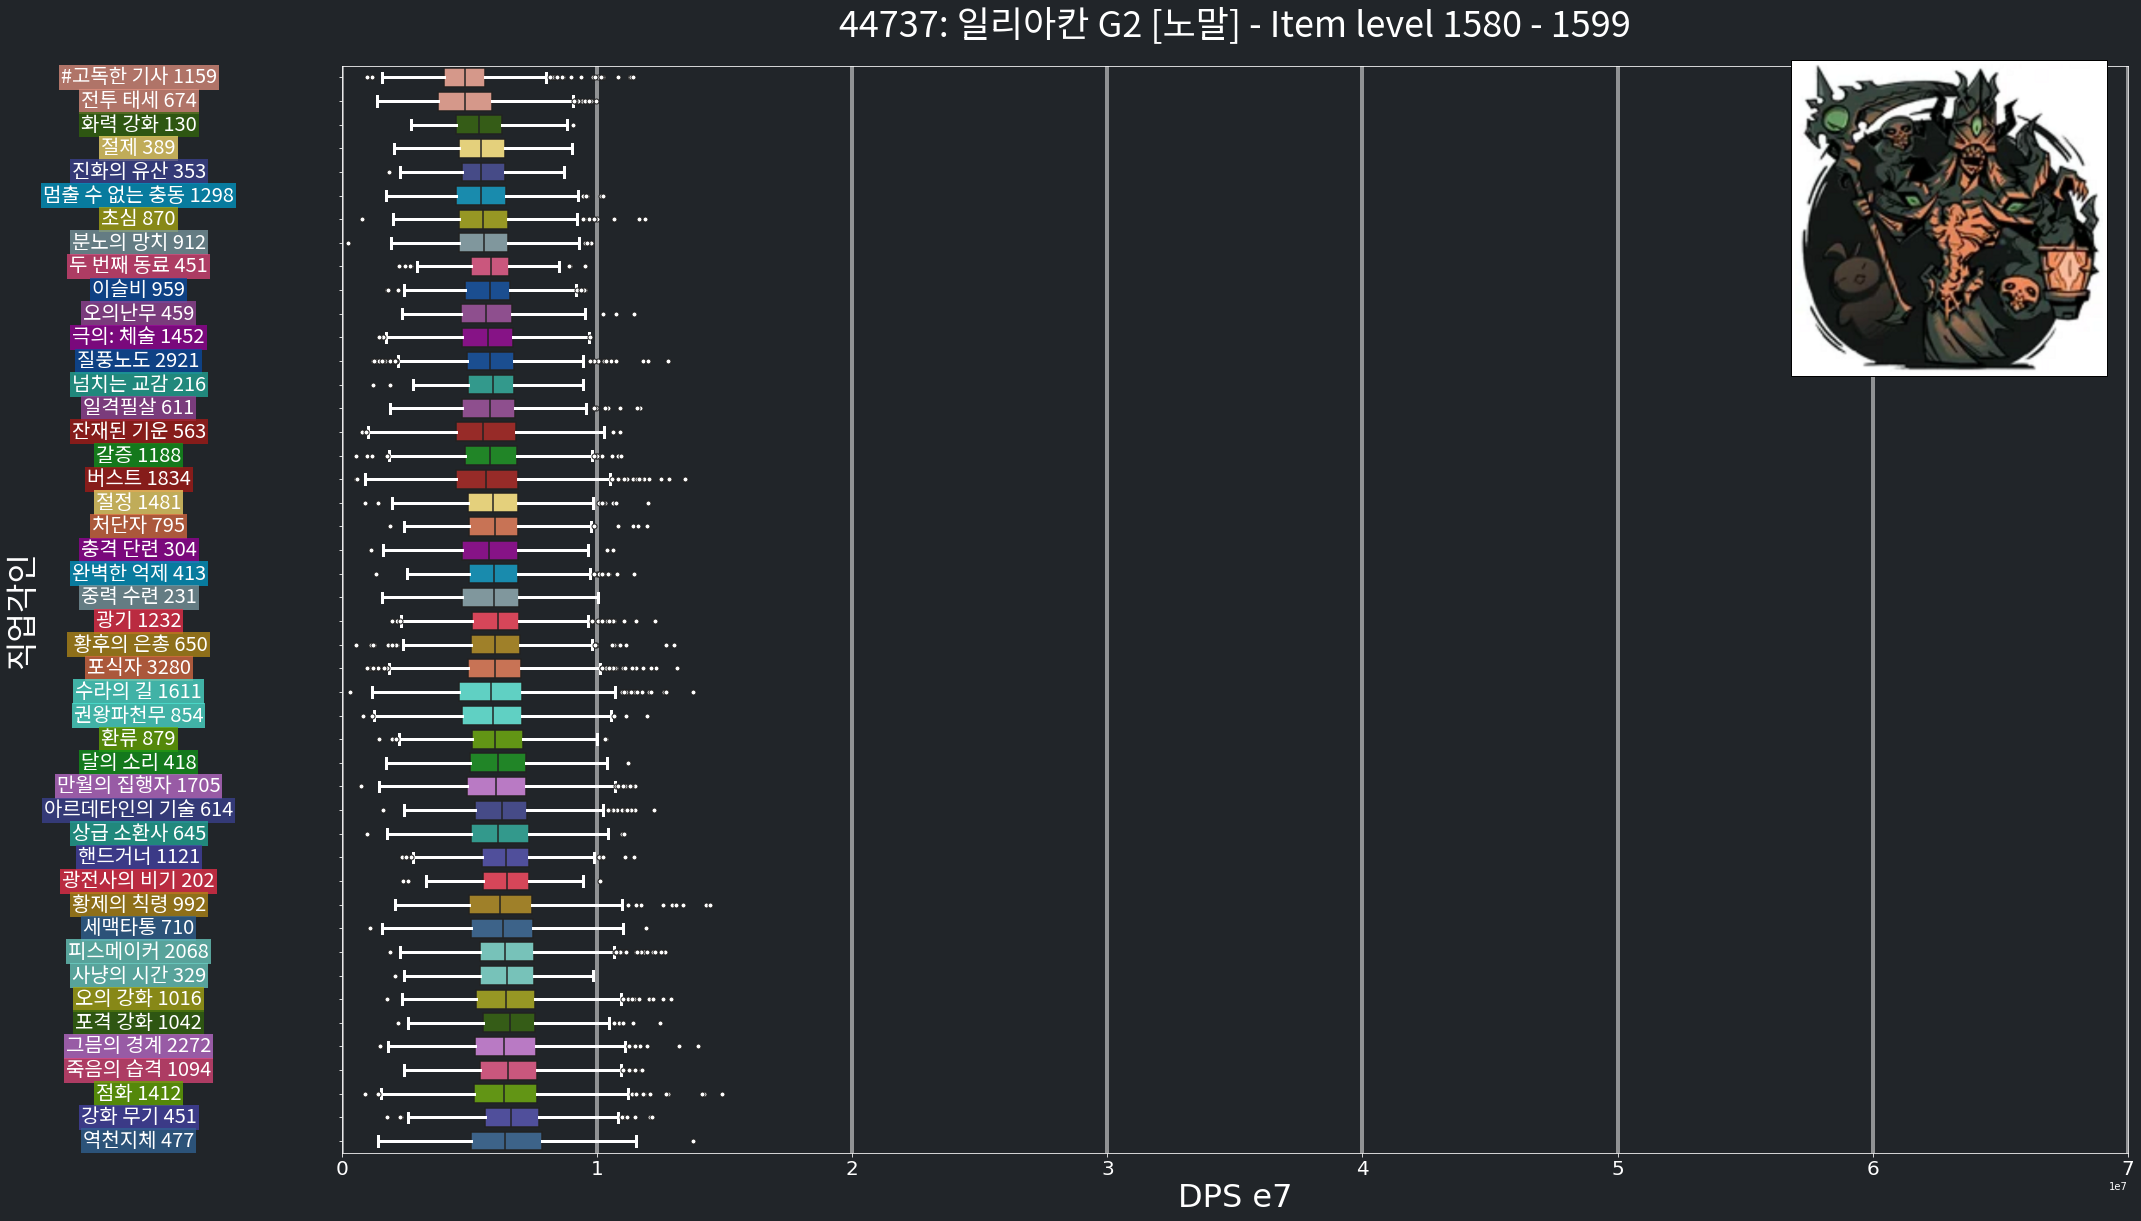 44737: 일리아칸 G2 [노말] - Item level 1580 - 1599
#고독한 기사 1159
전투 태세 674
화력 강화 130
절제 389
진화의 유산 353
멈출 수 없는 충동 1298
초심 870
분노의 망치 912
두 번째 동료 451
이슬비 959
오의난무 459
극의: 체술 1452
질풍노도 2921
넘치는 교감 216
일격필살 611
잔재된 기운 563
갈증 1188
버스트 1834
절정 1481
처단자 795
충격 단련 304
완벽한 억제 413
중력 수련 231
광기 1232
황후의 은총 650
포식자 3280
수라의 길 1611
권왕파천무 854
환류 879
달의 소리 418
만월의 집행자 1705
아르데타인의 기술 614
상급 소환사 645
핸드거너 1121
광전사의 비기 202
황제의 칙령 992
세맥타통 710
피스메이커 2068
사냥의 시간 329
오의 강화 1016
포격 강화 1042
그믐의 경계 2272
죽음의 습격 1094
점화 1412
강화 무기 451
역천지체 477
직업각인
0 1 2 3 4 5 6 7
1e7
DPS e7